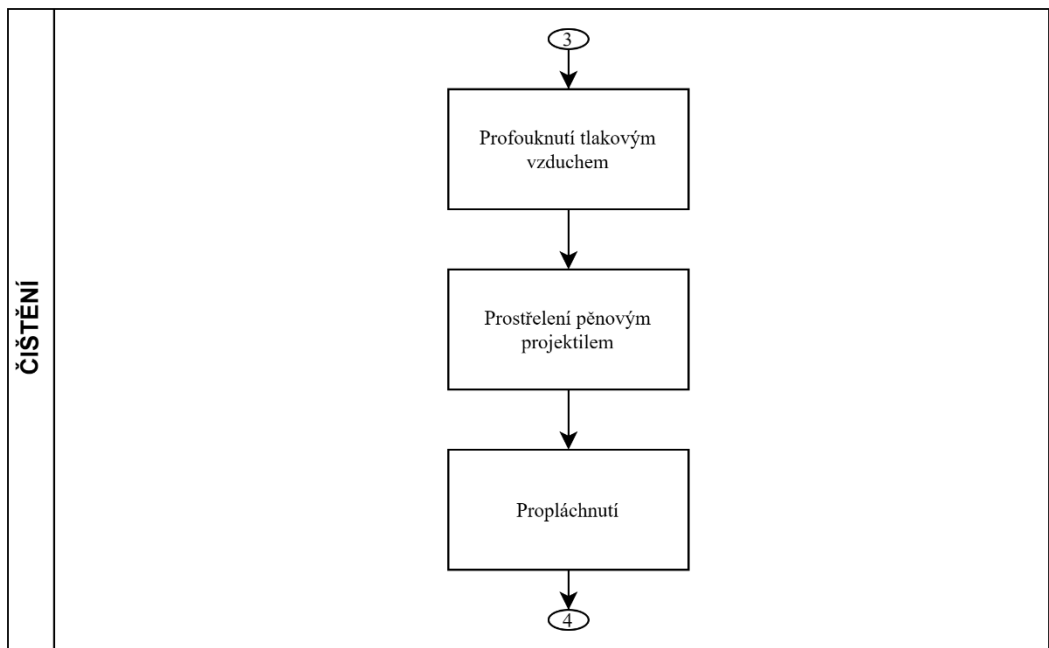 ČIŠTĚNÍ
3
Profouknutí tlakovým
vzduchem
Prostřelení pěnovým
projektilem
Propláchnutí
4